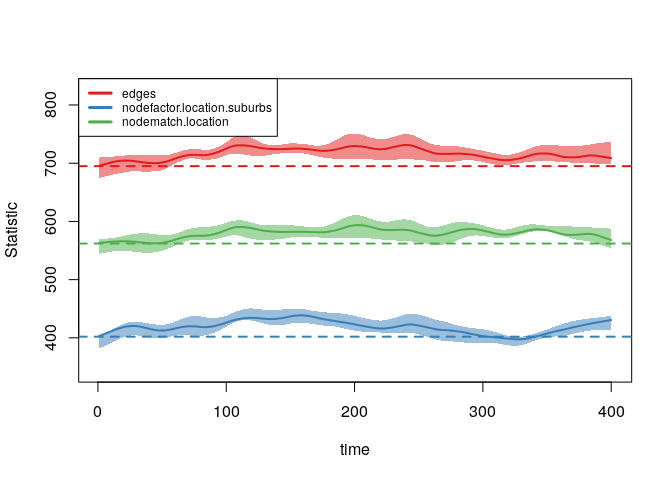 edges
nodefactor.location.suburbs
nodematch.location
800
700
600
500
400
Statistic
0 100 200 300 400
time